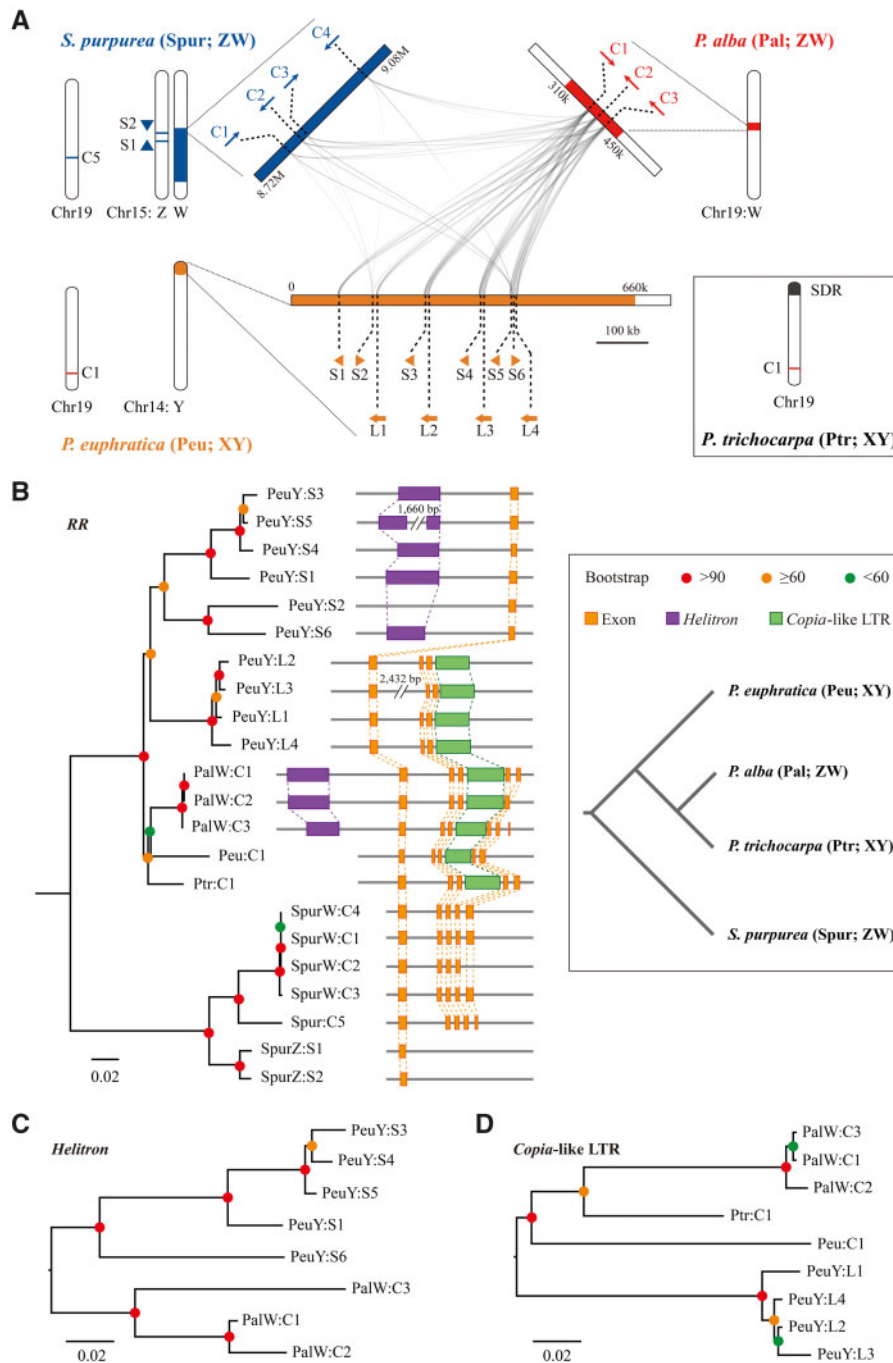 A
S. purpurea (Spur; ZW)
P. alba (Pal; ZW)
C4
C3
C2
C1
9.08M
8.72M
C1
C2
C3
310k
450k
S2
S1
C5
Chr19
Chr15: Z W
Chr19:W
0
660k
100 kb
SDR
C1
Chr19
C1
Chr19
Chr14: Y
S1 S2 S3 S4 S5 S6
L1 L2 L3 L4
P. euphratica (Peu; XY)
P. trichocarpa (Ptr; XY)
B
RR
PeuY:S3
1,660 bp
PeuY:S5
PeuY:S4
PeuY:S1
PeuY:S2
PeuY:S6
PeuY:L2
2,432 bp
PeuY:L3
PeuY:L1
PeuY:L4
PalW:C1
PalW:C2
PalW:C3
Peu:C1
Ptr:C1
SpurW:C4
SpurW:C1
SpurW:C2
SpurW:C3
Spur:C5
SpurZ:S1
SpurZ:S2
0.02
Bootstrap >90 ≥60 <60
Exon Helitron Copia-like LTR
P. euphratica (Peu; XY)
P. alba (Pal; ZW)
P. trichocarpa (Ptr; XY)
S. purpurea (Spur; ZW)
C
Helitron
PeuY:S3
PeuY:S4
PeuY:S5
PeuY:S1
PeuY:S6
PalW:C3
PalW:C1
PalW:C2
0.02
D
Copia-like LTR
PalW:C3
PalW:C1
PalW:C2
Ptr:C1
Peu:C1
PeuY:L1
PeuY:L4
PeuY:L2
PeuY:L3
0.02